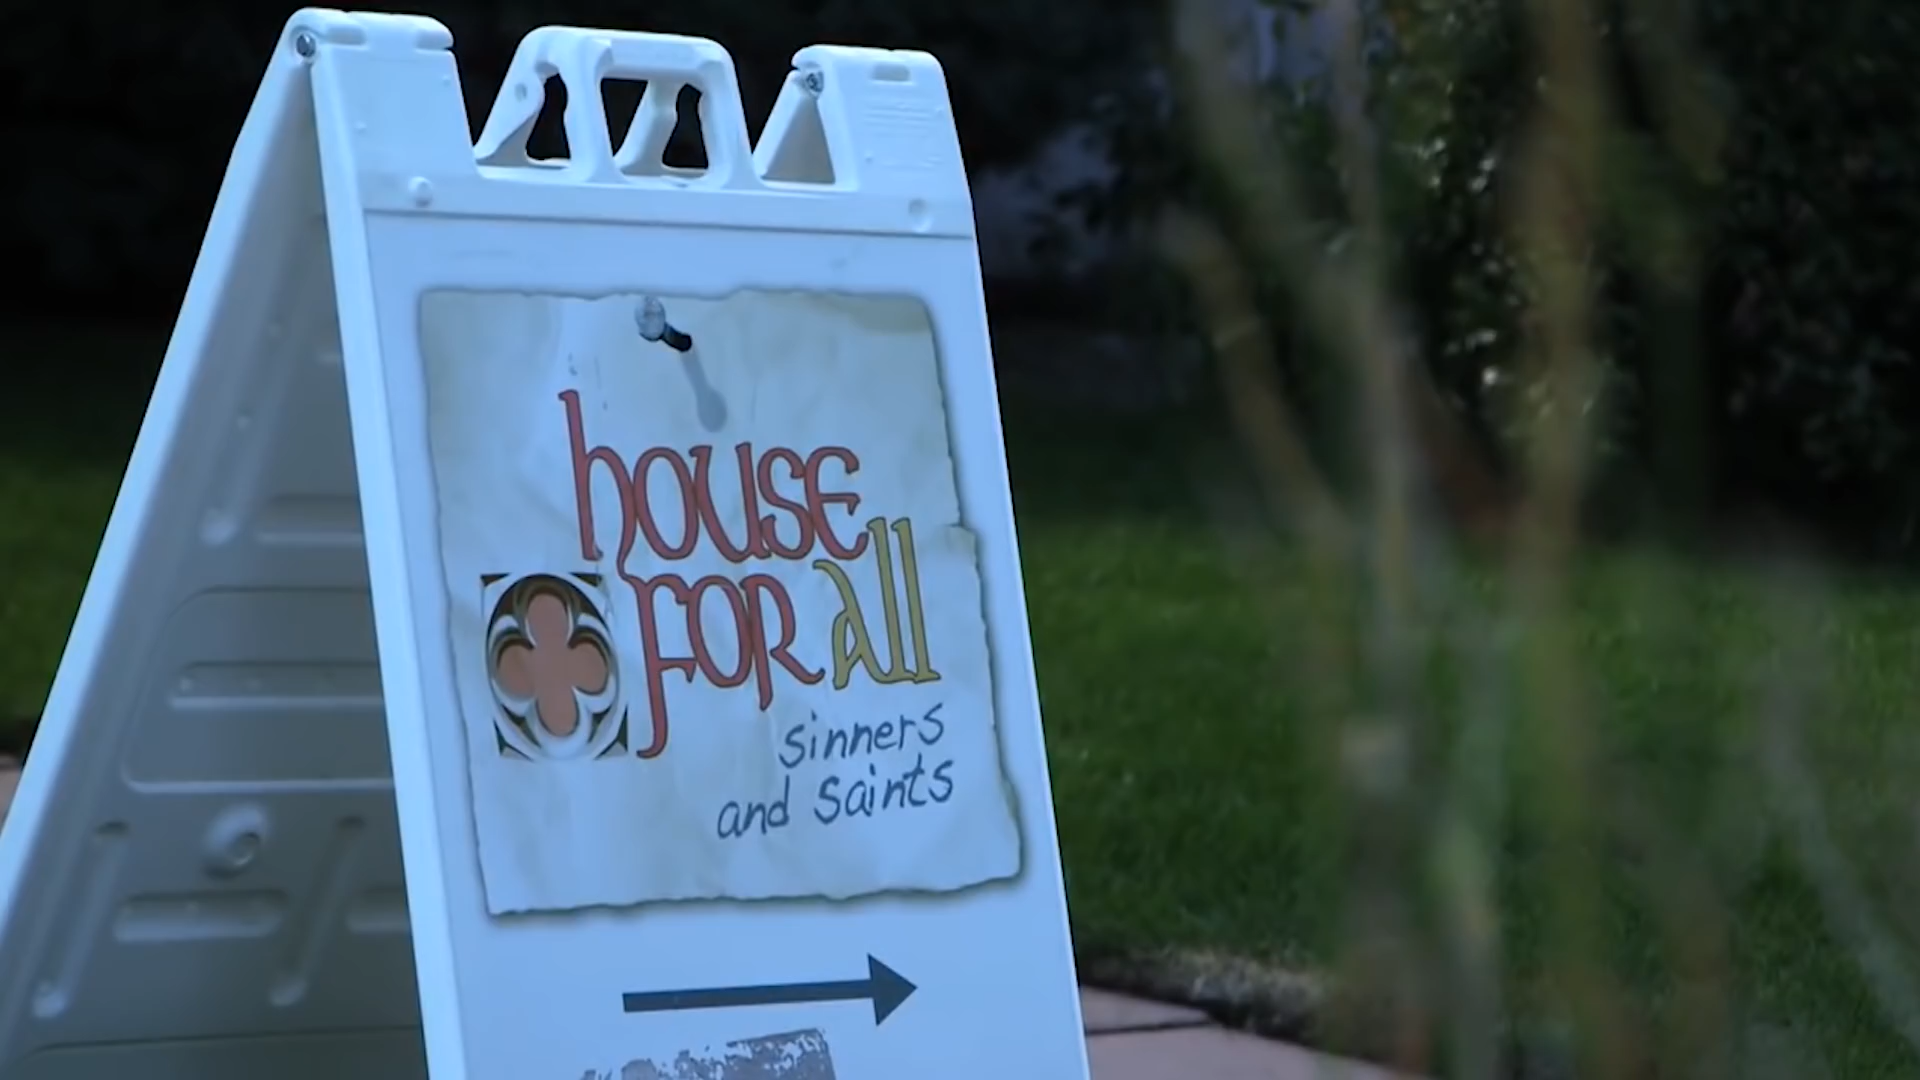 house
for all
sinners
and saints